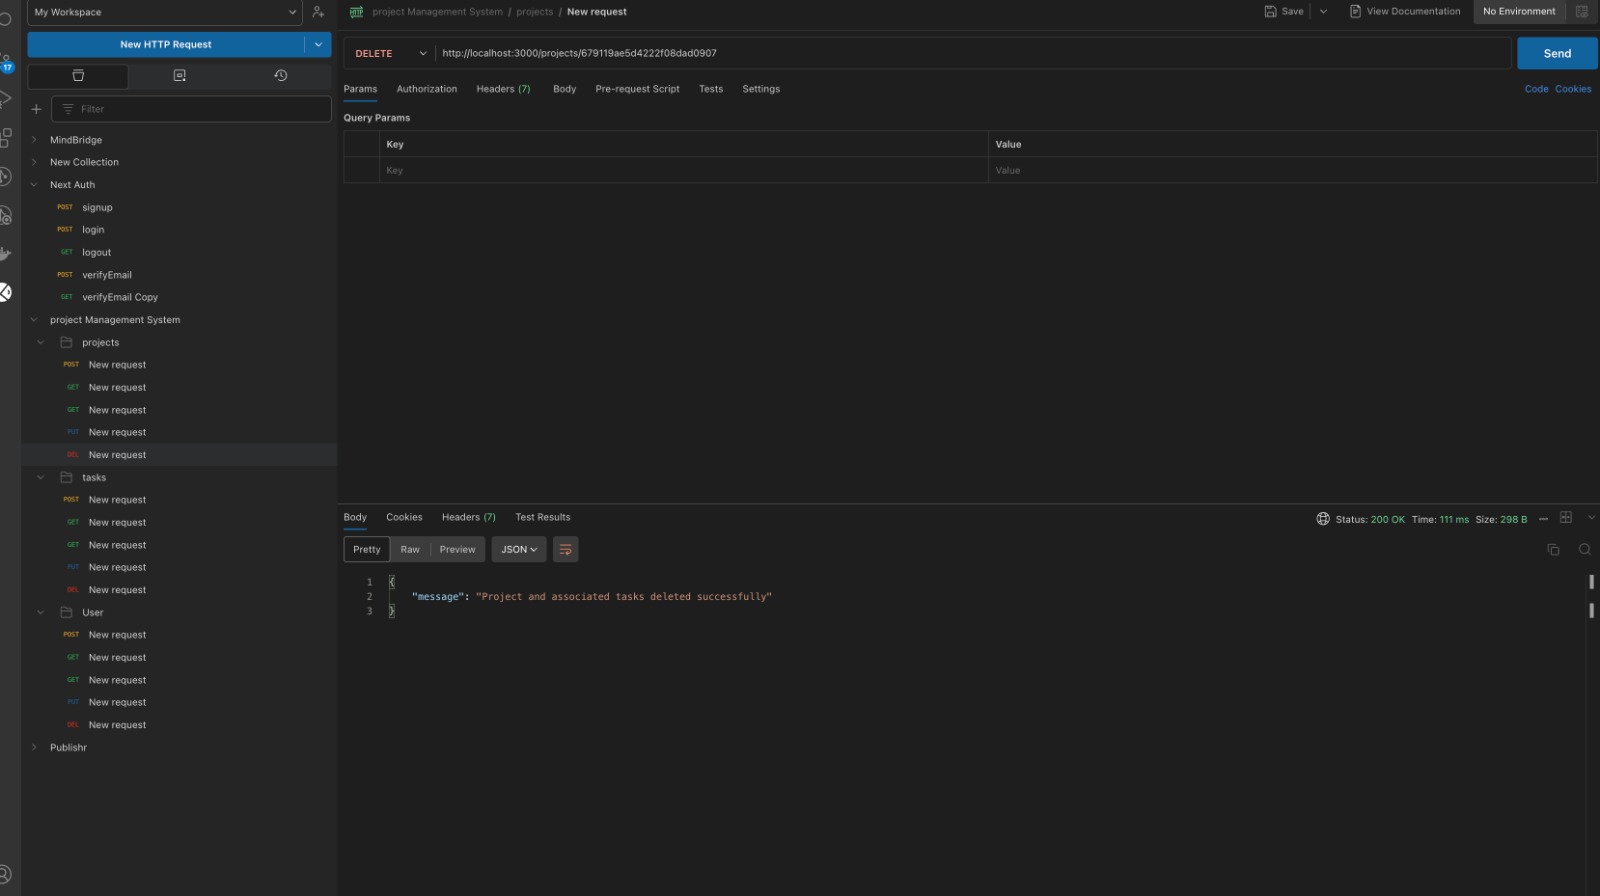 My Workspace
New HTTP Request
Filter
17
MindBridge
New Collection
Next Auth
POST signup
POST login
GET logout
POST verifyEmail
GET verifyEmail Copy
project Management System
projects
POST New request
GET New request
GET New request
PUT New request
DEL New request
tasks
POST New request
GET New request
GET New request
PUT New request
DEL New request
User
POST New request
GET New request
GET New request
PUT New request
DEL New request
Publishr
HTTP project Management System / projects / New request
Save View Documentation No Environment
DELETE http://localhost:3000/projects/679119ae5d4222f08dad0907 Send
Params Authorization Headers (7) Body Pre-request Script Tests Settings Code Cookies
Query Params
Key Value
Key Value
Body Cookies Headers (7) Test Results Status: 200 OK Time: 111 ms Size: 298 B
Pretty Raw Preview JSON
1 {
2 "message": "Project and associated tasks deleted successfully"
3 }